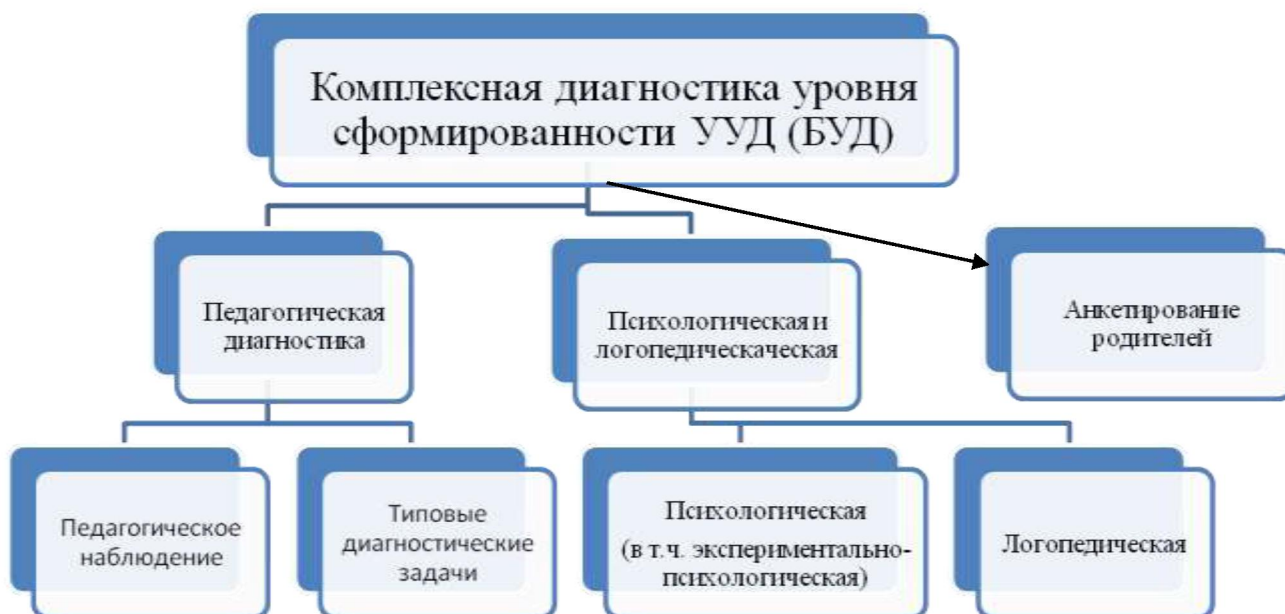 Комплексная диагностика уровня
сформированности УУД (БУД)
Педагогическая
диагностика
Психологическая и
логопедическаческая
Анкетирование
родителей
Педагогическое
наблюдение
Типовые
диагностические
задачи
Психологическая
(в т.ч. экспериментально-
психологическая)
Логопедическая